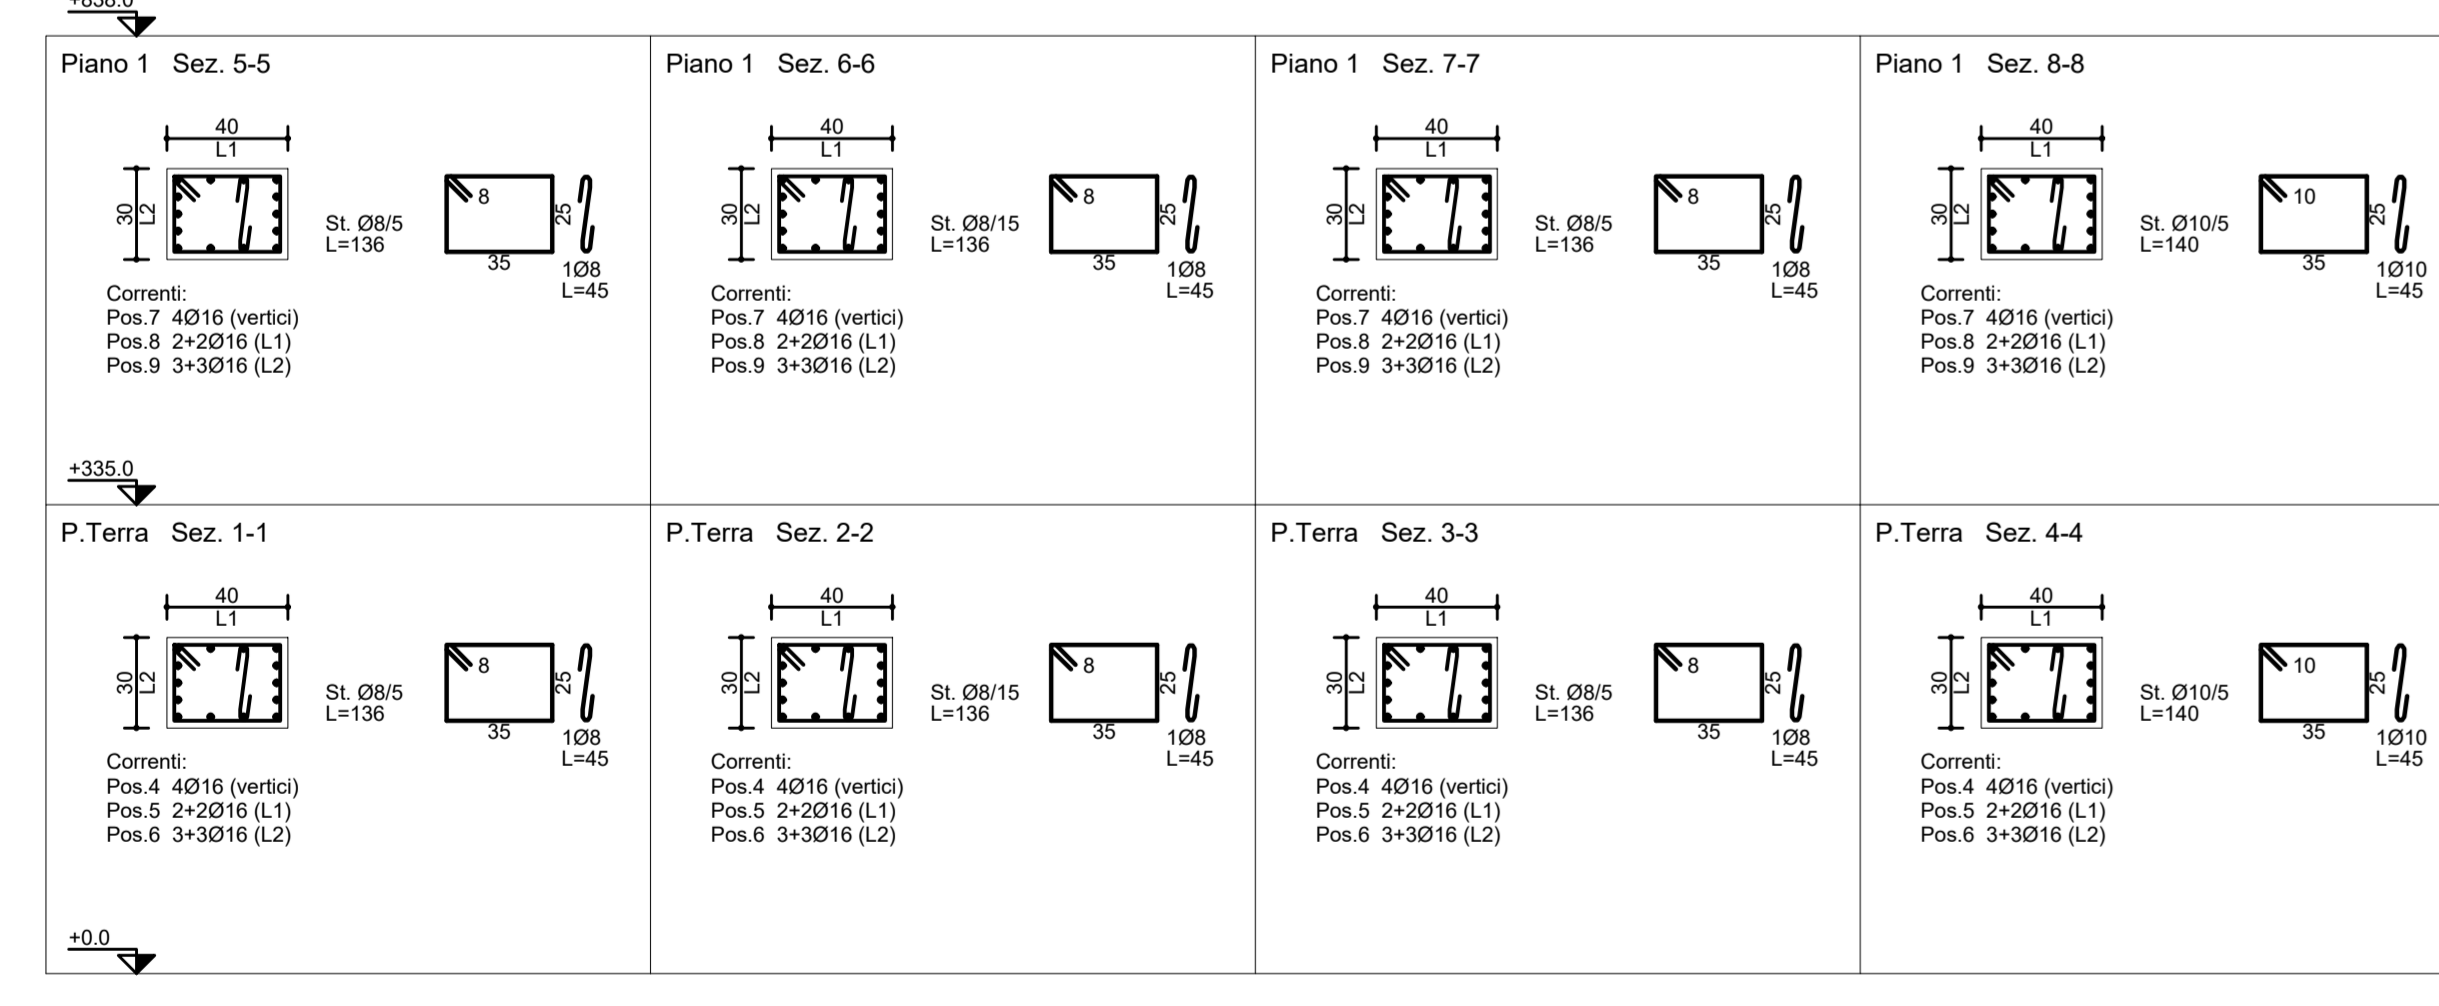 +838.0
Piano 1 Sez. 5-5
40
L1
30
L2
St. Ø8/5
L=136
8
25
35
1Ø8
L=45
Correnti:
Pos.7 4Ø16 (vertici)
Pos.8 2+2Ø16 (L1)
Pos.9 3+3Ø16 (L2)
Piano 1 Sez. 6-6
40
L1
30
L2
St. Ø8/15
L=136
8
25
35
1Ø8
L=45
Correnti:
Pos.7 4Ø16 (vertici)
Pos.8 2+2Ø16 (L1)
Pos.9 3+3Ø16 (L2)
Piano 1 Sez. 7-7
40
L1
30
L2
St. Ø8/5
L=136
8
25
35
1Ø8
L=45
Correnti:
Pos.7 4Ø16 (vertici)
Pos.8 2+2Ø16 (L1)
Pos.9 3+3Ø16 (L2)
Piano 1 Sez. 8-8
40
L1
30
L2
St. Ø10/5
L=140
10
25
35
1Ø10
L=45
Correnti:
Pos.7 4Ø16 (vertici)
Pos.8 2+2Ø16 (L1)
Pos.9 3+3Ø16 (L2)
+335.0
P.Terra Sez. 1-1
40
L1
30
L2
St. Ø8/5
L=136
8
25
35
1Ø8
L=45
Correnti:
Pos.4 4Ø16 (vertici)
Pos.5 2+2Ø16 (L1)
Pos.6 3+3Ø16 (L2)
P.Terra Sez. 2-2
40
L1
30
L2
St. Ø8/15
L=136
8
25
35
1Ø8
L=45
Correnti:
Pos.4 4Ø16 (vertici)
Pos.5 2+2Ø16 (L1)
Pos.6 3+3Ø16 (L2)
P.Terra Sez. 3-3
40
L1
30
L2
St. Ø8/5
L=136
8
25
35
1Ø8
L=45
Correnti:
Pos.4 4Ø16 (vertici)
Pos.5 2+2Ø16 (L1)
Pos.6 3+3Ø16 (L2)
P.Terra Sez. 4-4
40
L1
30
L2
St. Ø10/5
L=140
10
25
35
1Ø10
L=45
Correnti:
Pos.4 4Ø16 (vertici)
Pos.5 2+2Ø16 (L1)
Pos.6 3+3Ø16 (L2)
+0.0